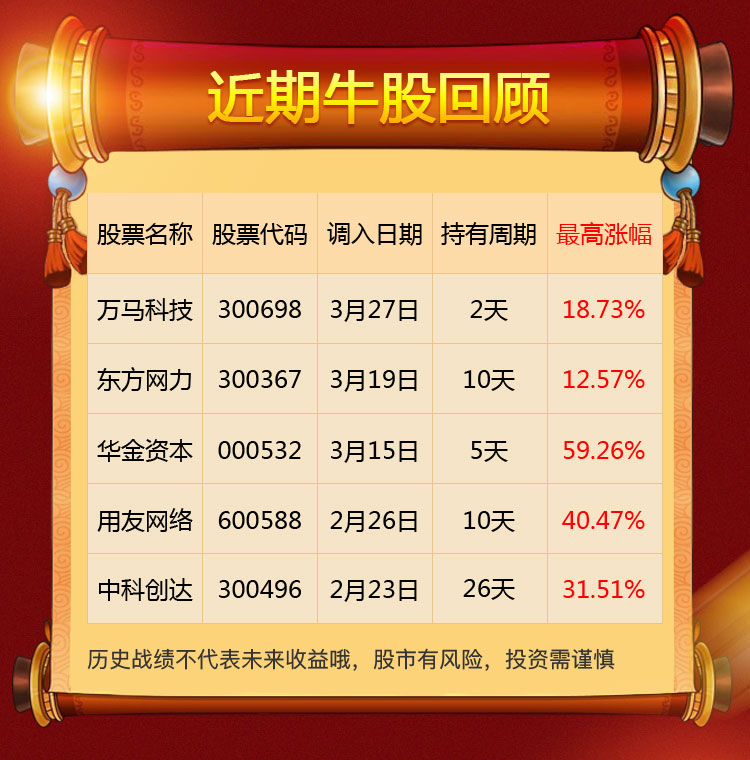 近期牛股回顾
股票名称 股票代码 调入日期 持有周期 最高涨幅
万马科技 300698 3月27日 2天 18.73%
东方网力 300367 3月19日 10天 12.57%
华金资本 000532 3月15日 5天 59.26%
用友网络 600588 2月26日 10天 40.47%
中科创达 300496 2月23日 26天 31.51%
历史战绩不代表未来收益哦，股市有风险，投资需谨慎